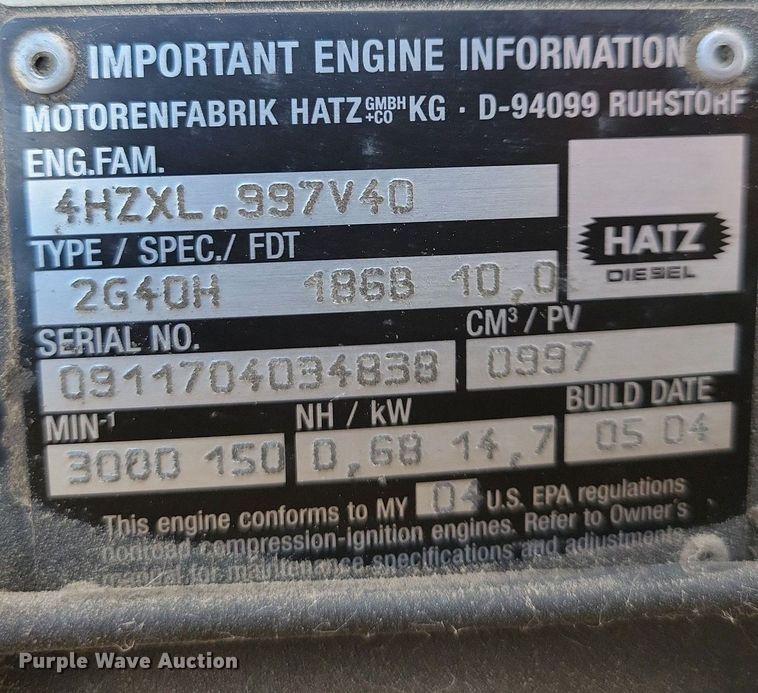 IMPORTANT ENGINE INFORMATION
MOTORENFABRIK HATZ GMBH +CO KG · D-94099 RUHSTORF
ENG.FAM.
4HZXL.997V40
TYPE / SPEC./ FDT
HATZ
DIESEL
2G40H 186B 10,0
SERIAL NO.
CM³ / PV
0911704034838
0997
MIN-¹
NH / kW
BUILD DATE
3000 150
0,68 14,7
05 04
This engine conforms to MY 04 U.S. EPA regulations
nonroad compression-ignition engines. Refer to Owner's
manual for maintenance specifications and adjustments
Purple Wave Auction